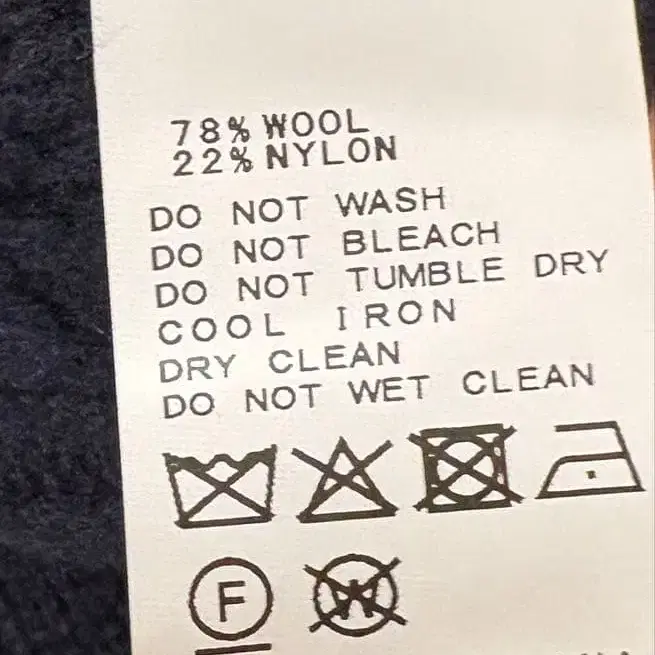 78% WOOL
22% NYLON
DO NOT WASH
DO NOT BLEACH
DO NOT TUMBLE DRY
COOL IRON
DRY CLEAN
DO NOT WET CLEAN
F W